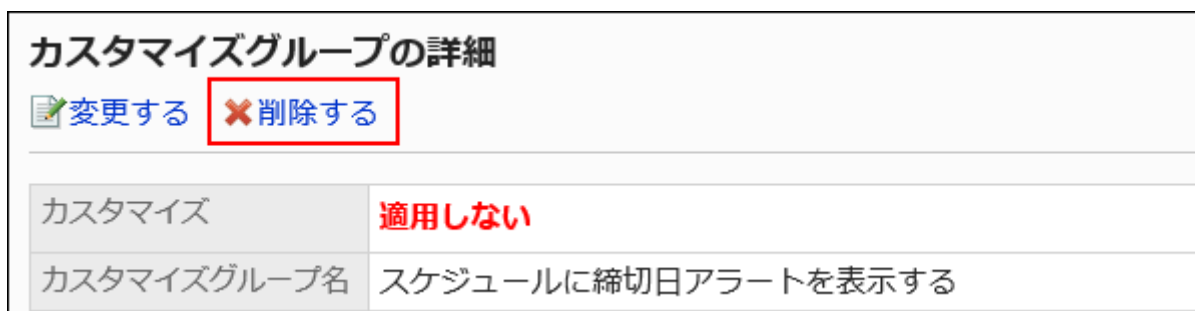 カスタマイズグループの詳細
変更する 削除する
カスタマイズ 適用しない
カスタマイズグループ名 スケジュールに締切日アラートを表示する